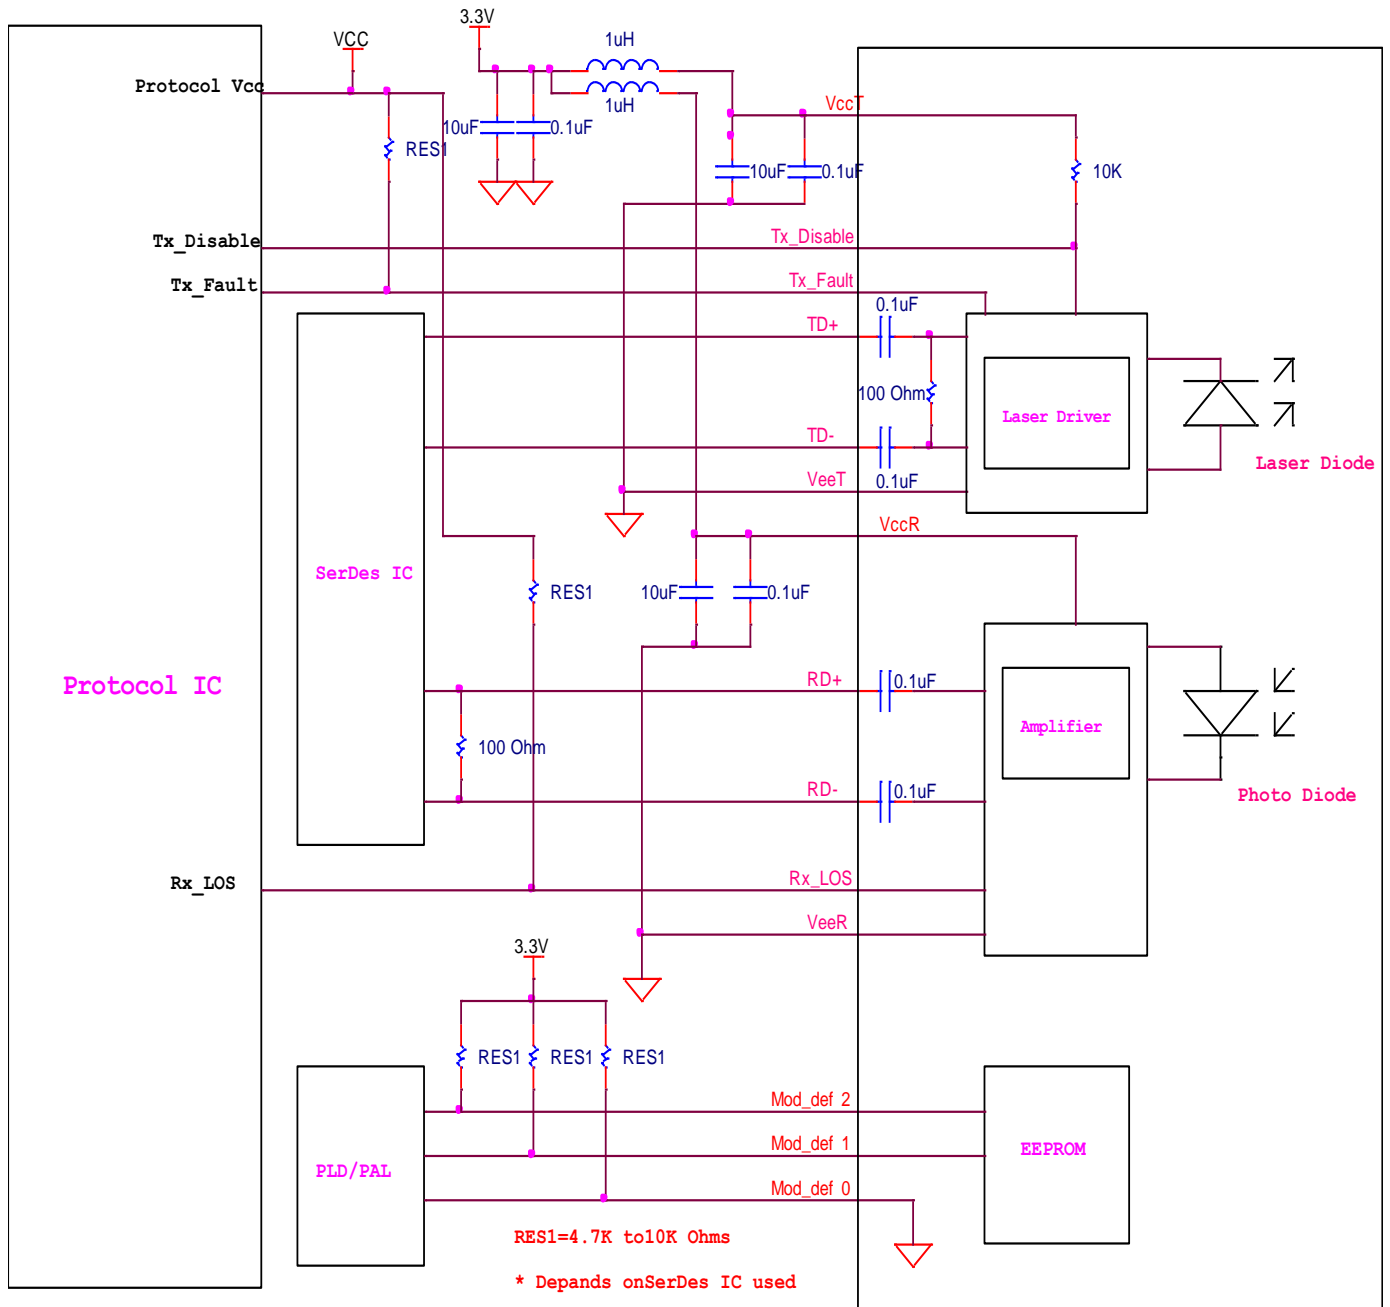 3.3V
VCC
1uH
Protocol Vcc
1uH
VccT
10uF
0.1uF
RES1
10uF
0.1uF
10K
Tx_Disable
Tx_Disable
Tx_Fault
Tx_Fault
0.1uF
TD+
100 Ohm
Laser Driver
TD-
Laser Diode
VeeT
0.1uF
VccR
SerDes IC
RES1
10uF
0.1uF
Protocol IC
RD+
0.1uF
Amplifier
100 Ohm
RD-
0.1uF
Photo Diode
Rx_LOS
Rx_LOS
VeeR
3.3V
RES1
RES1
RES1
Mod_def 2
Mod_def 1
EEPROM
PLD/PAL
Mod_def 0
RES1=4.7K to10K Ohms
* Depands onSerDes IC used